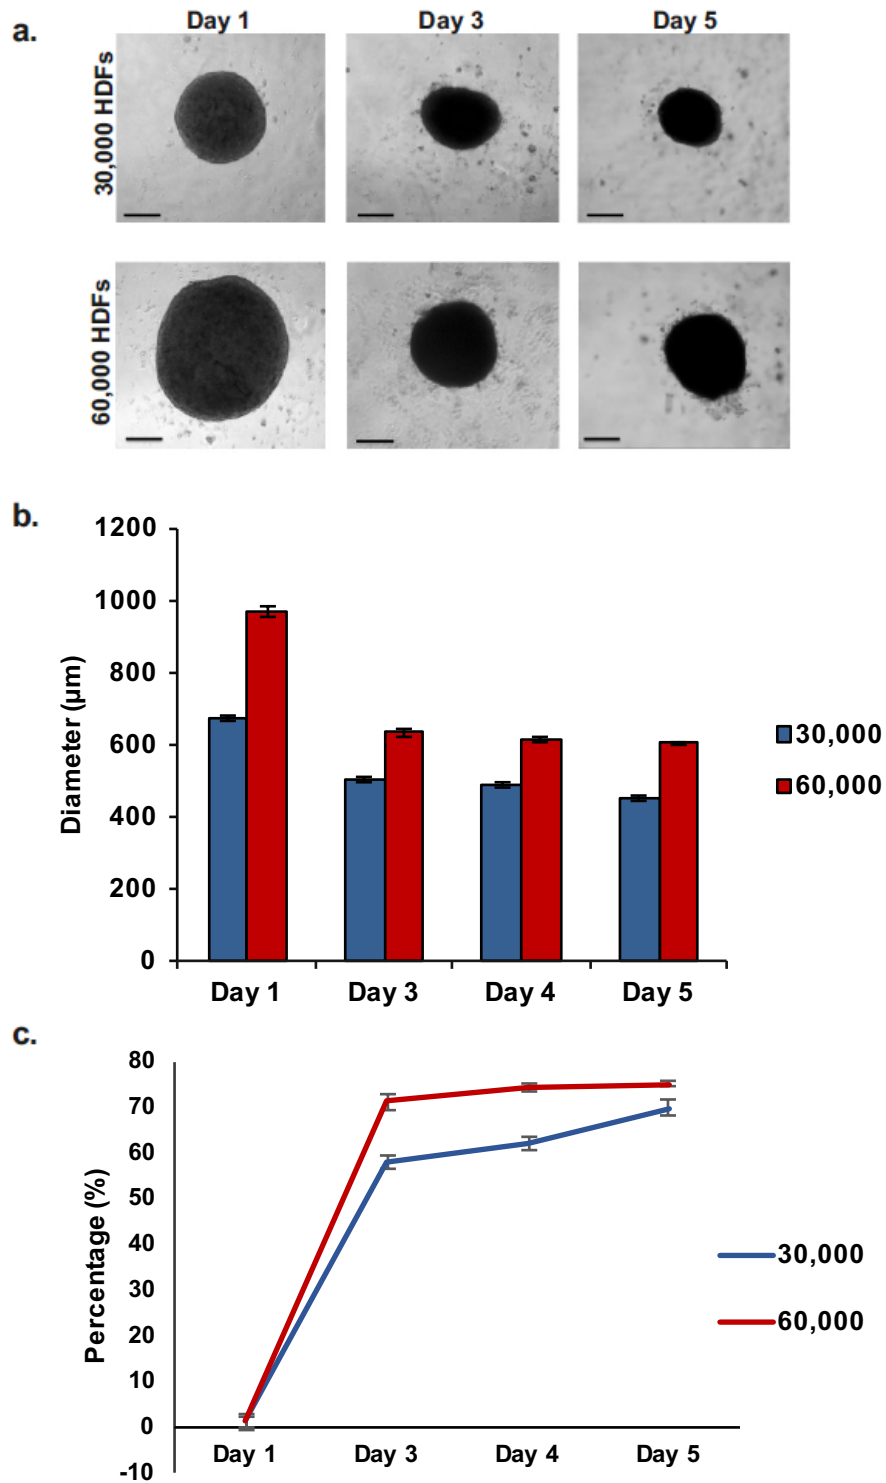 a.
Day 1
Day 3
Day 5
30,000 HDFs
60,000 HDFs
b.
1200
1000
800
600
400
200
0
Diameter (µm)
Day 1
Day 3
Day 4
Day 5
30,000
60,000
c.
80
70
60
50
40
30
20
10
0
-10
Percentage (%)
Day 1
Day 3
Day 4
Day 5
30,000
60,000